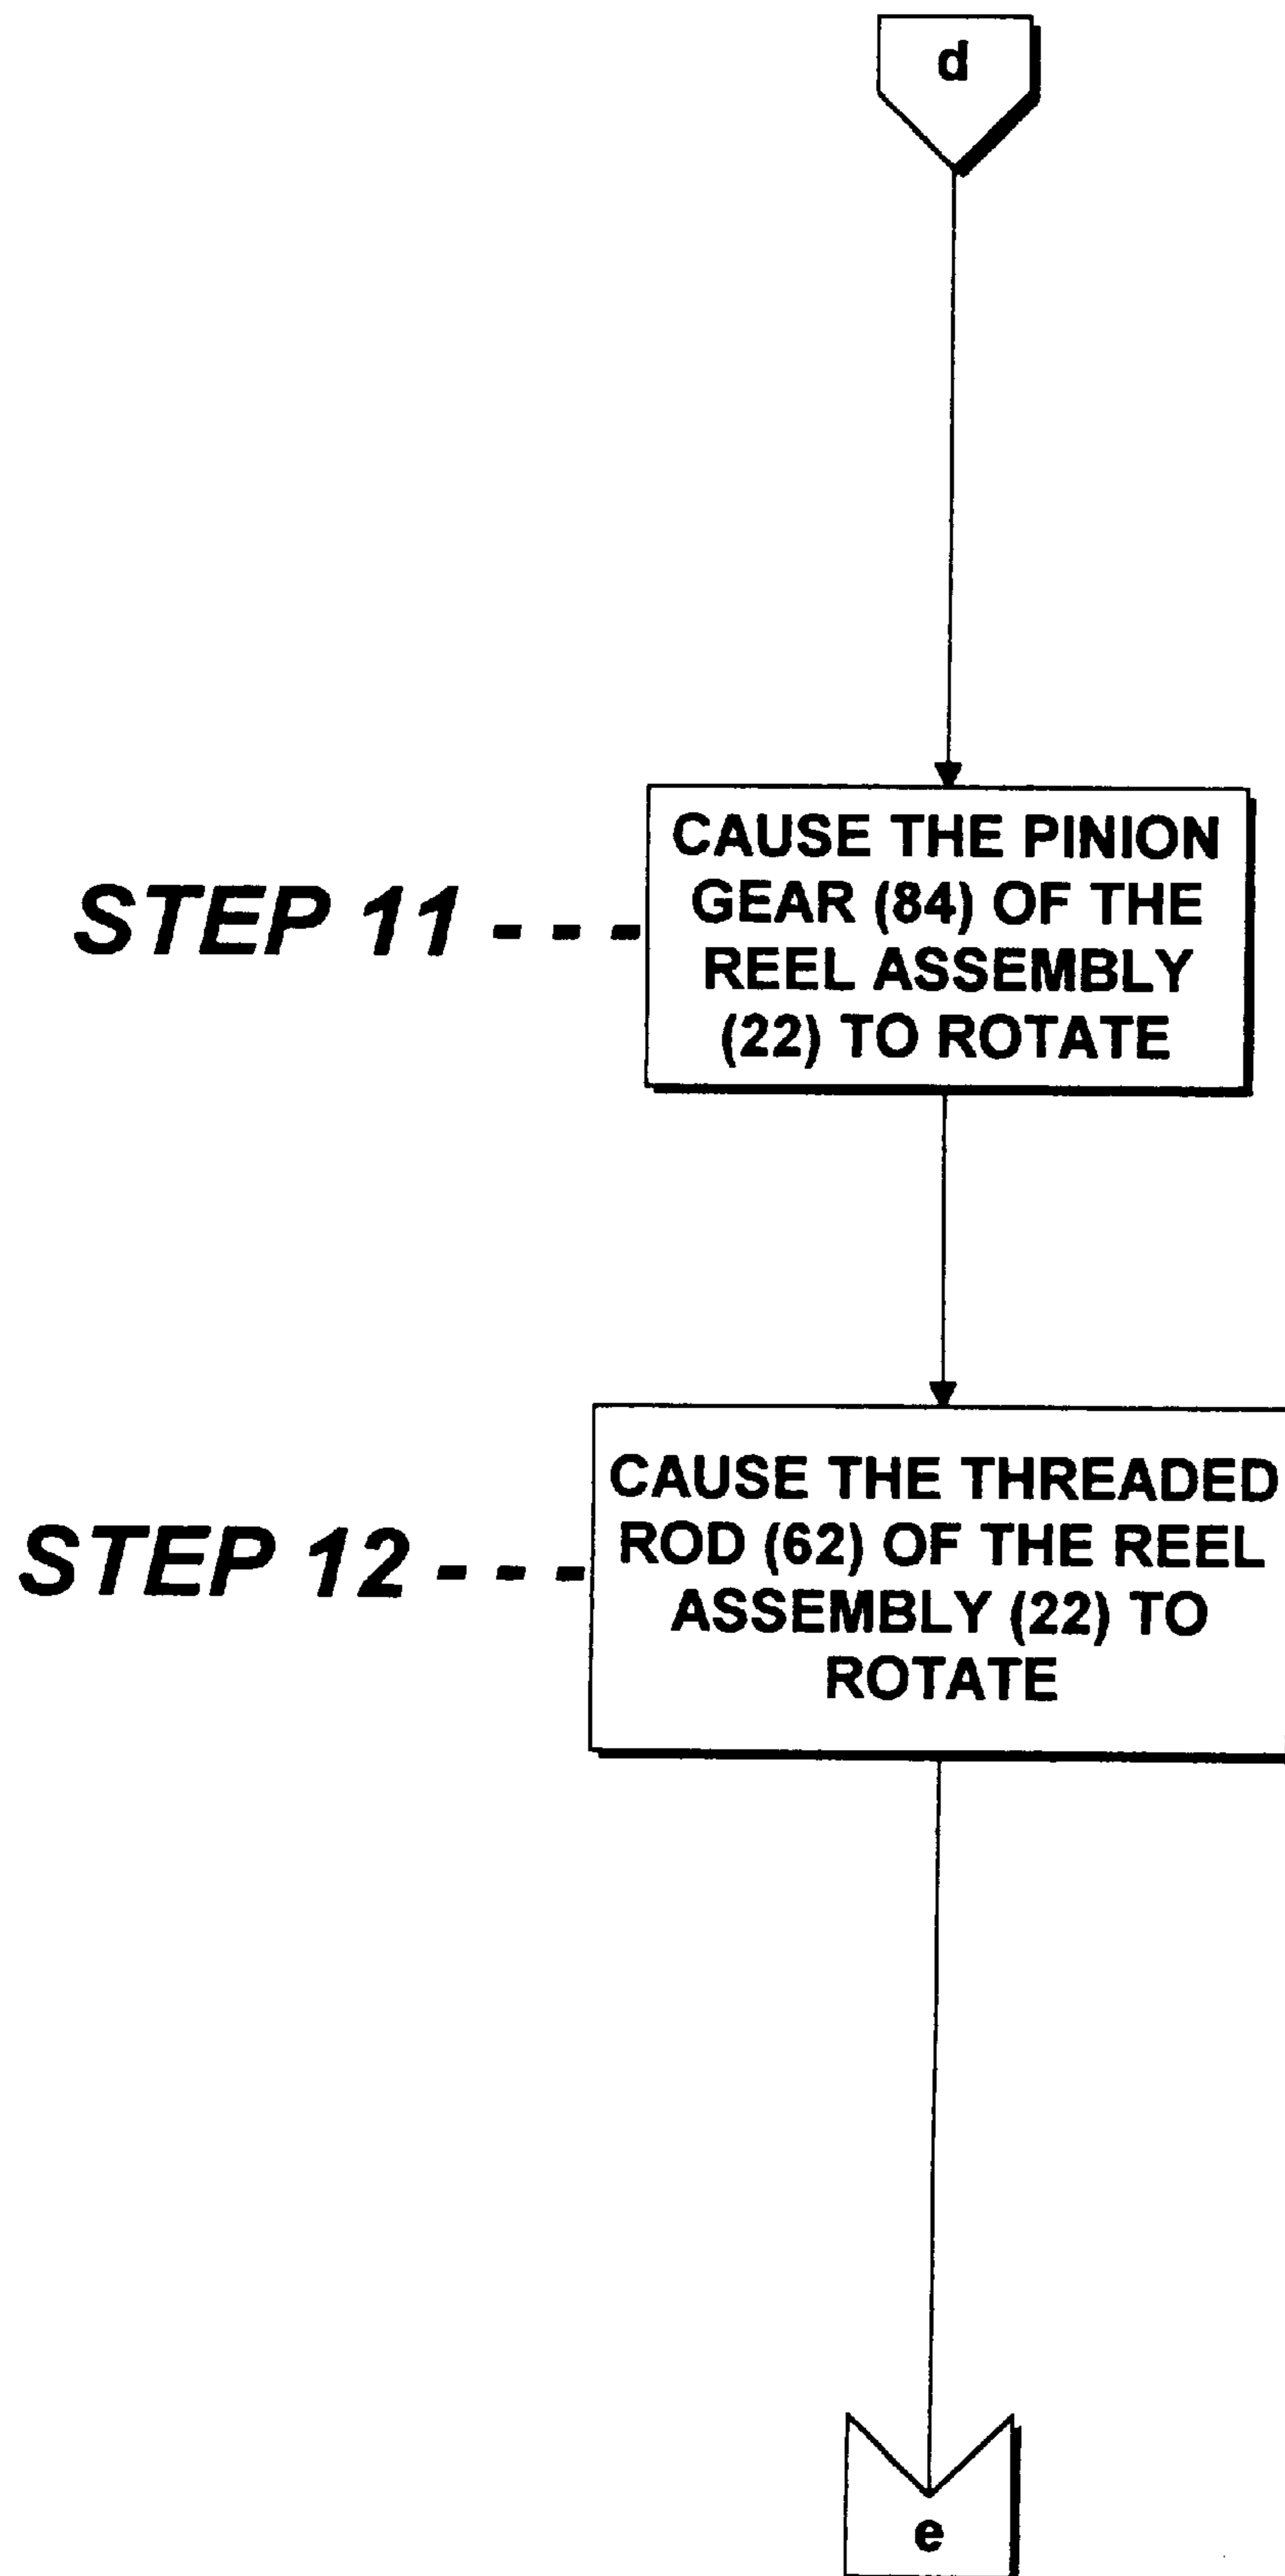 d
STEP 11 - - -
CAUSE THE PINION
GEAR (84) OF THE
REEL ASSEMBLY
(22) TO ROTATE
STEP 12 - - -
CAUSE THE THREADED
ROD (62) OF THE REEL
ASSEMBLY (22) TO
ROTATE
e